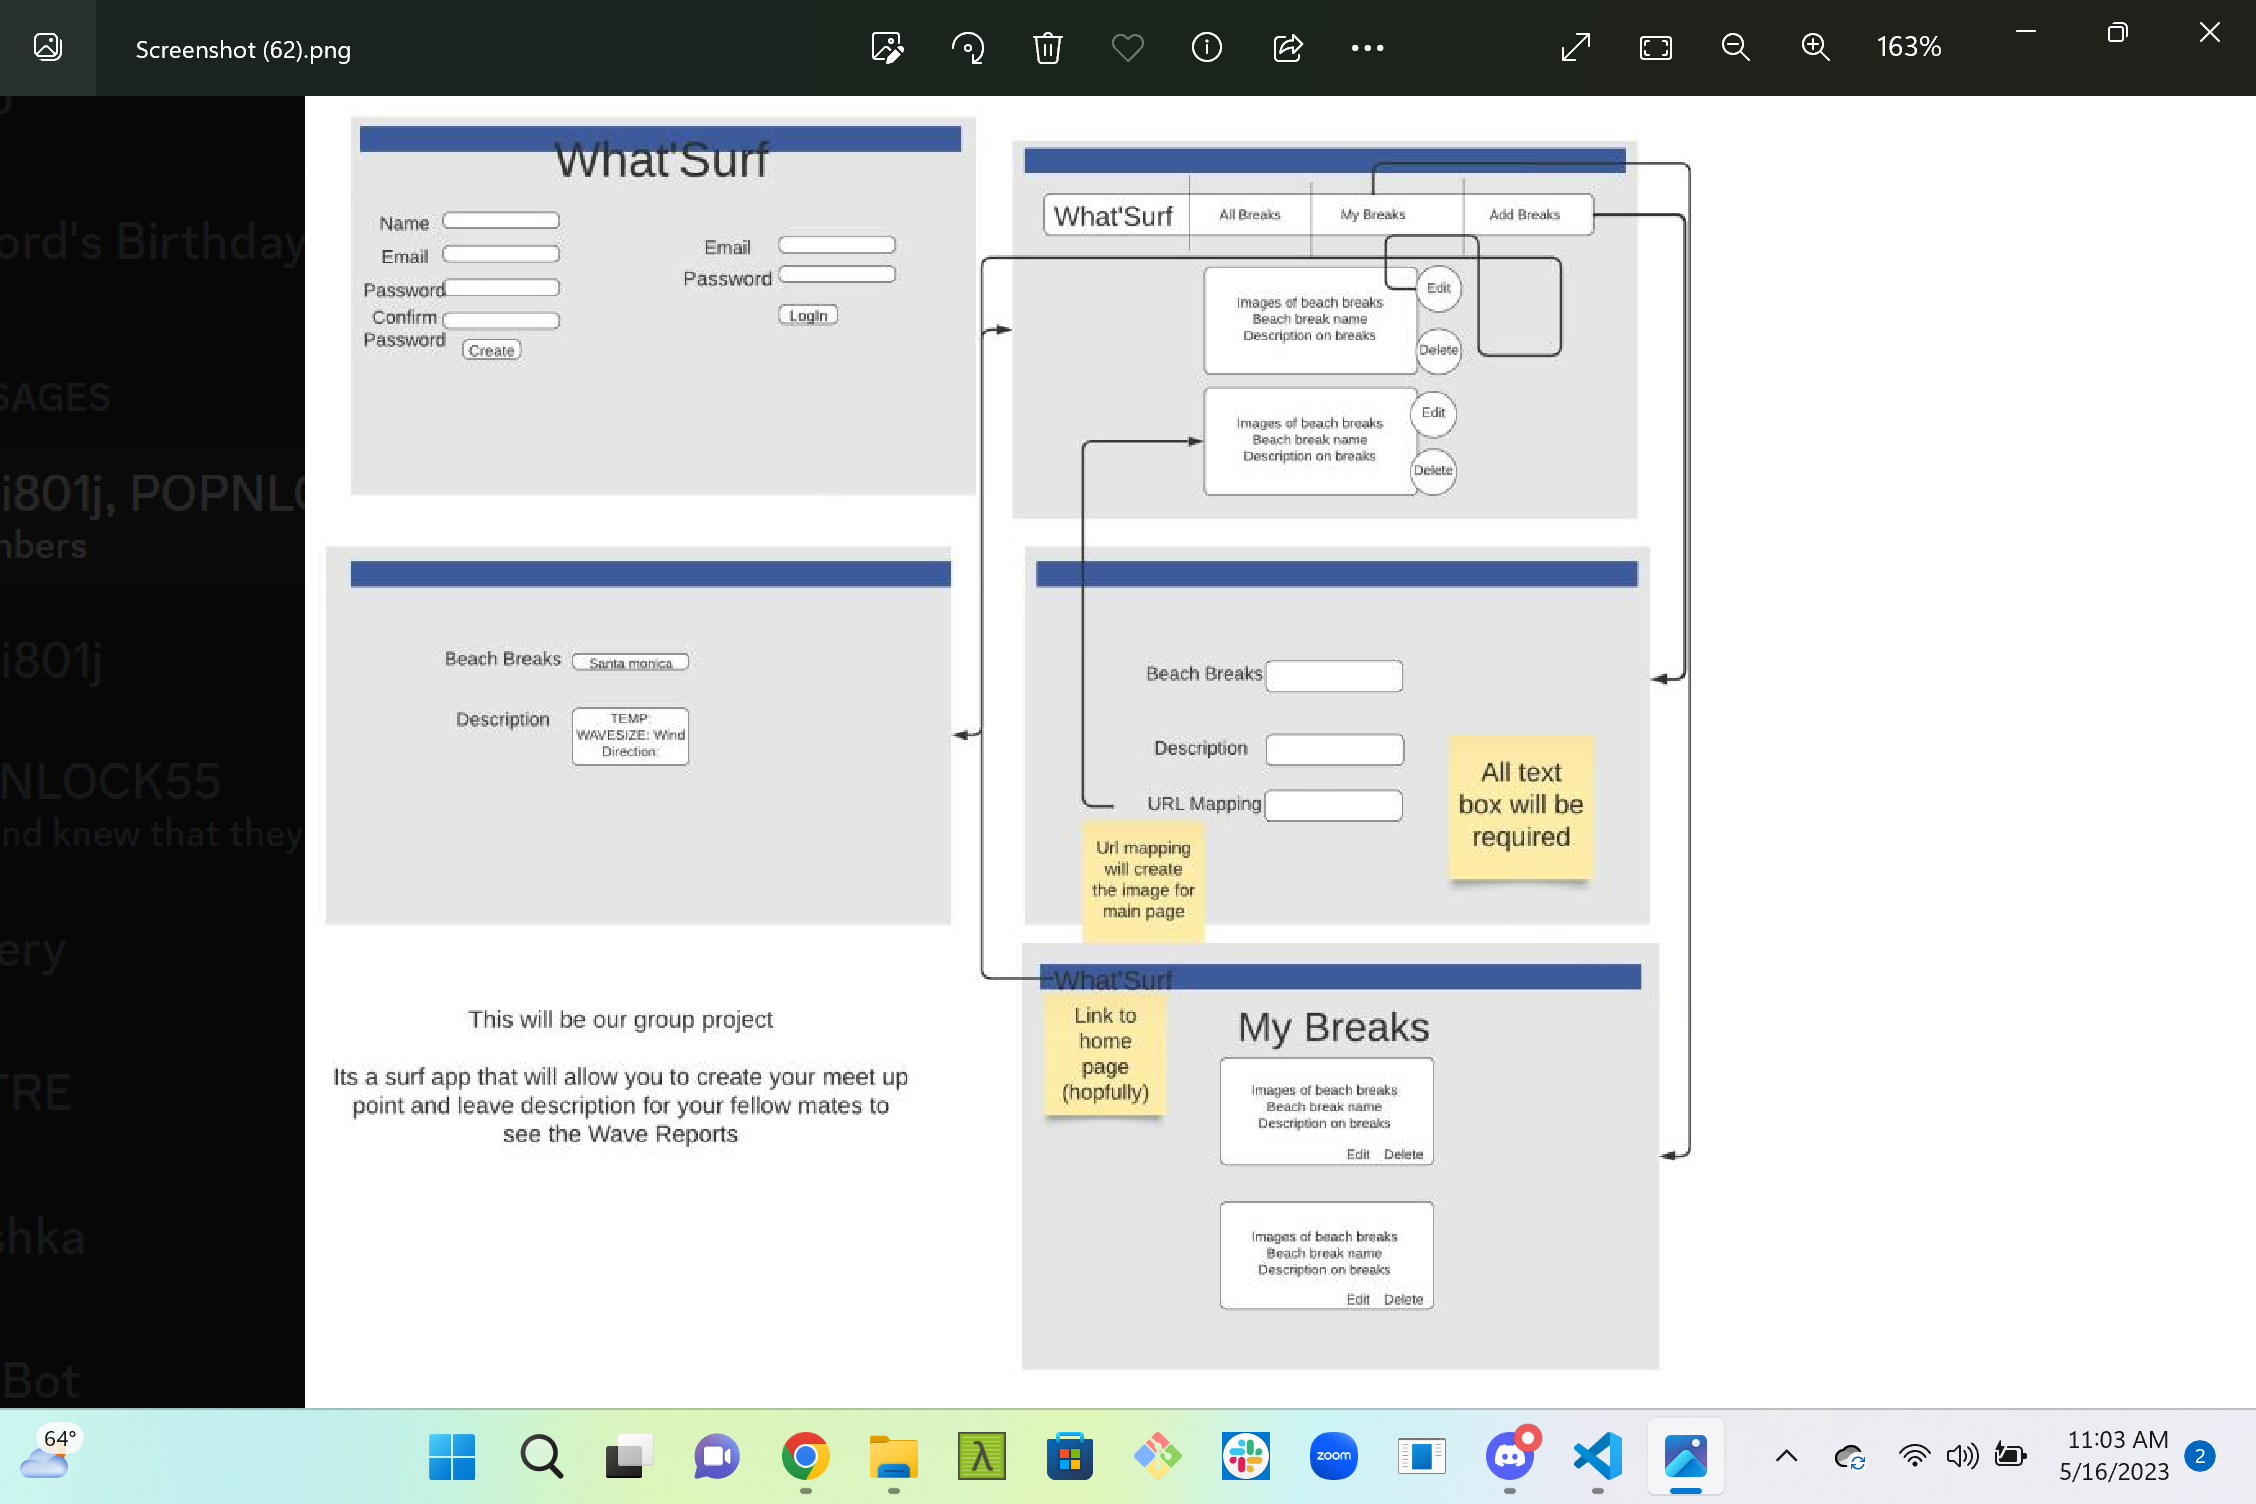 Screenshot (62).png
163%
ord's Birthday
SAGES
i801j, POPNL
nbers
i801j
NLOCK55
nd knew that they
ery
TRE
shka
Bot
What'Surf
Name
Email
Password
Confirm
Password
Create
Email
Password
LogIn
What'Surf
All Breaks
My Breaks
Add Breaks
Images of beach breaks
Beach break name
Description on breaks
Edit
Delete
Images of beach breaks
Beach break name
Description on breaks
Edit
Delete
Beach Breaks
Santa monica
Description
TEMP:
WAVESIZE: Wind
Direction:
Beach Breaks
Description
URL Mapping
Url mapping
will create
the image for
main page
All text
box will be
required
This will be our group project
Its a surf app that will allow you to create your meet up
point and leave description for your fellow mates to
see the Wave Reports
What'Surf
Link to
home
page
(hopfully)
My Breaks
Images of beach breaks
Beach break name
Description on breaks
Edit Delete
Images of beach breaks
Beach break name
Description on breaks
Edit Delete
64°
zoom
11:03 AM
5/16/2023
2